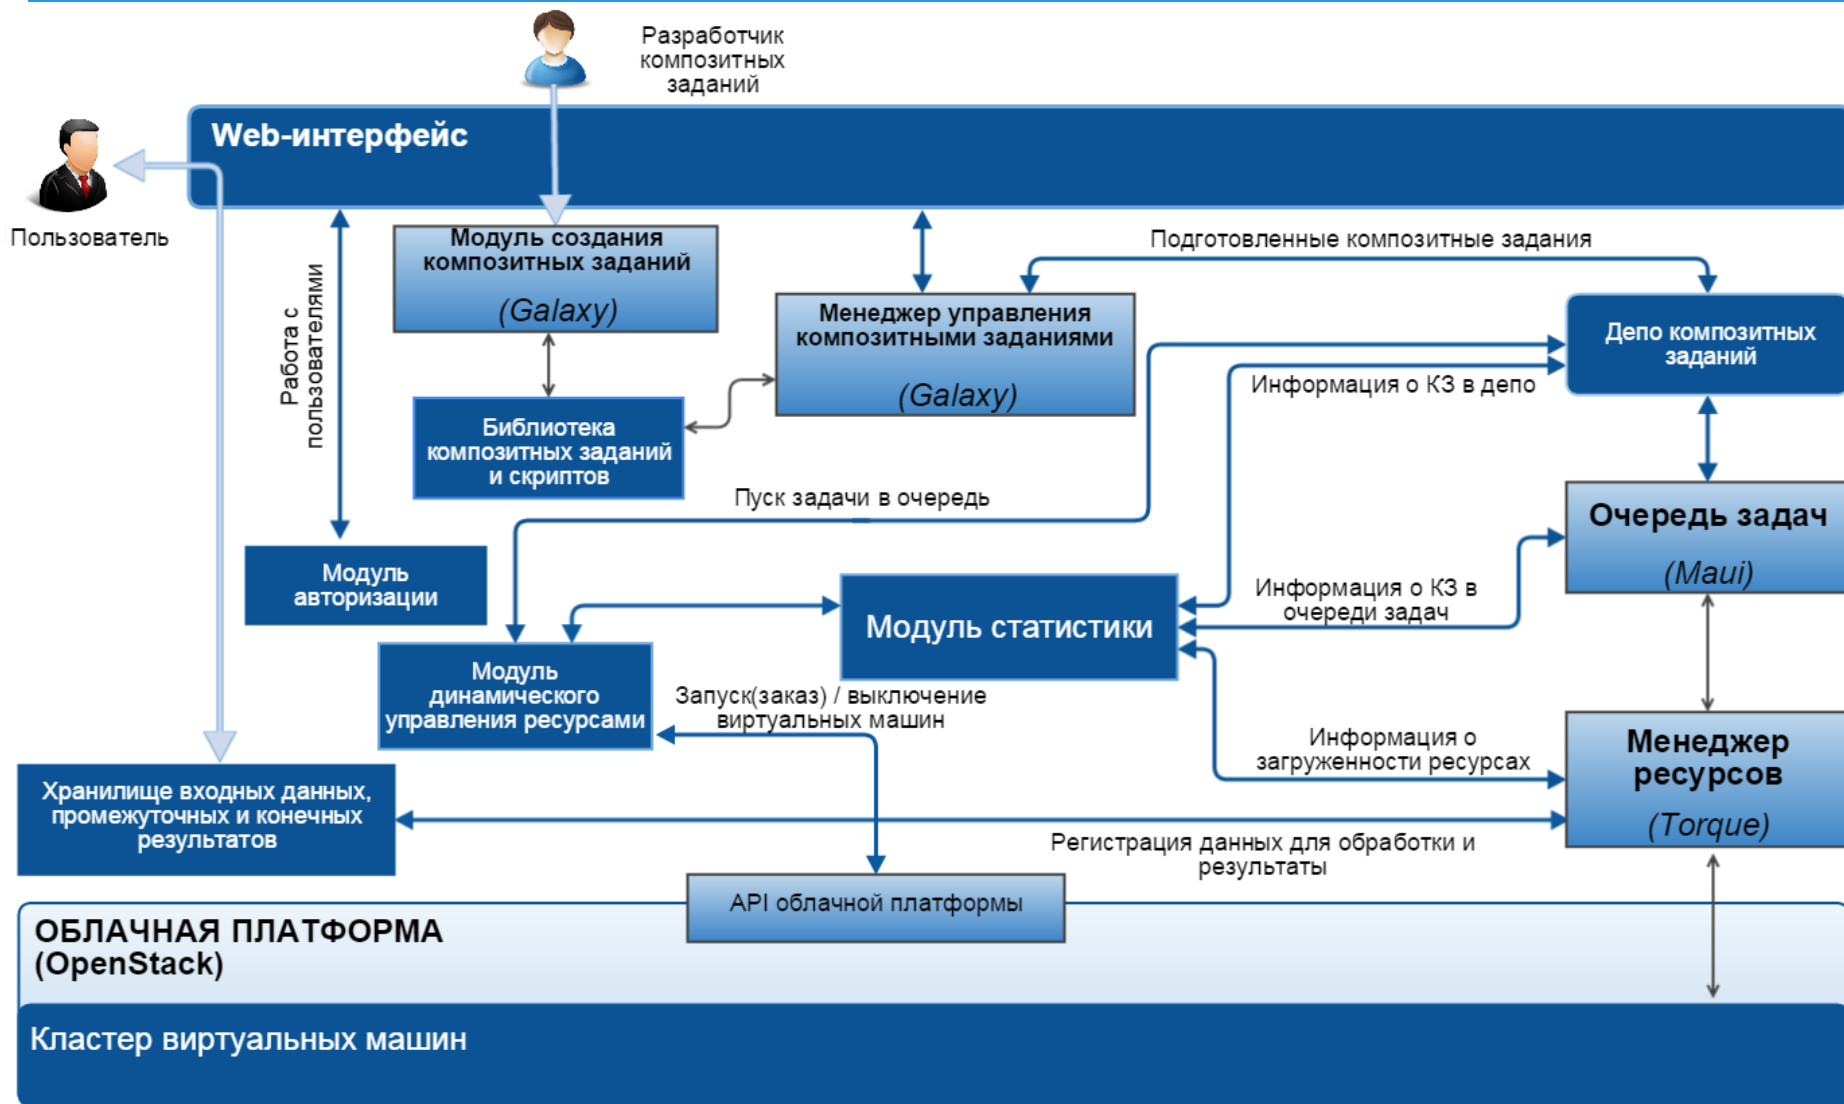 Разработчик
композитных
заданий
Web-интерфейс
Пользователь
Модуль создания
композитных заданий
(Galaxy)
Подготовленные композитные задания
Работа с
пользователями
Менеджер управления
композитными заданиями
(Galaxy)
Депо композитных
заданий
Информация о КЗ в депо
Библиотека
композитных заданий
и скриптов
Пуск задачи в очередь
Очередь задач
(Maui)
Модуль
авторизации
Информация о КЗ в
очереди задач
Модуль статистики
Модуль
динамического
управления ресурсами
Запуск(заказ) / выключение
виртуальных машин
Информация о
загруженности ресурсах
Менеджер
ресурсов
(Torque)
Хранилище входных данных,
промежуточных и конечных
результатов
Регистрация данных для обработки и
результаты
API облачной платформы
ОБЛАЧНАЯ ПЛАТФОРМА
(OpenStack)
Кластер виртуальных машин